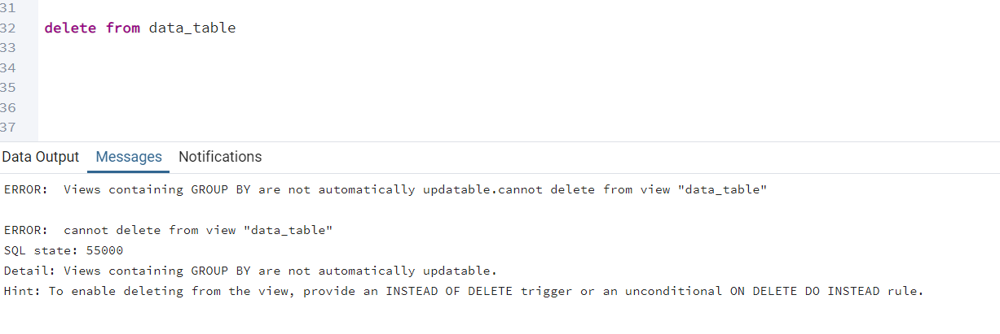 31
32 delete from data_table
33
34
35
36
37
Data Output Messages Notifications
ERROR:  Views containing GROUP BY are not automatically updatable.cannot delete from view "data_table"
ERROR:  cannot delete from view "data_table"
SQL state: 55000
Detail: Views containing GROUP BY are not automatically updatable.
Hint: To enable deleting from the view, provide an INSTEAD OF DELETE trigger or an unconditional ON DELETE DO INSTEAD rule.